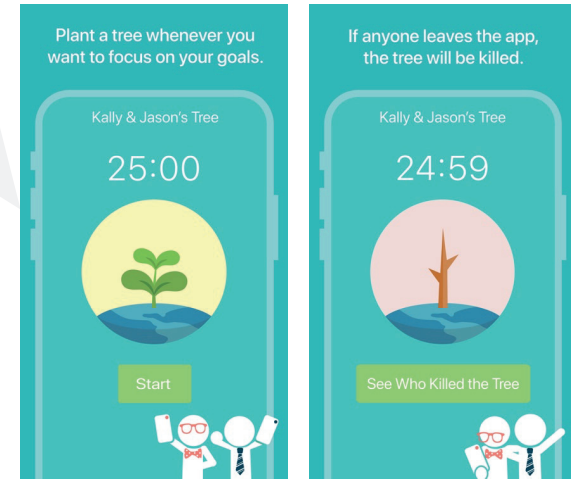 Plant a tree whenever you
want to focus on your goals.
Kally & Jason's Tree
25:00
Start
If anyone leaves the app,
the tree will be killed.
Kally & Jason's Tree
24:59
See Who Killed the Tree